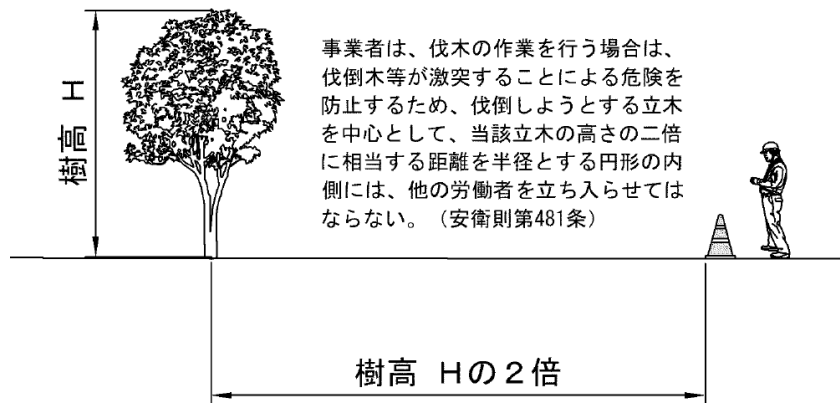 樹高 H
事業者は、伐木の作業を行う場合は、
伐倒木等が激突することによる危険を
防止するため、伐倒しようとする立木
を中心として、当該立木の高さの二倍
に相当する距離を半径とする円形の内
側には、他の労働者を立ち入らせては
ならない。（安衛則第481条）
樹高 Hの２倍